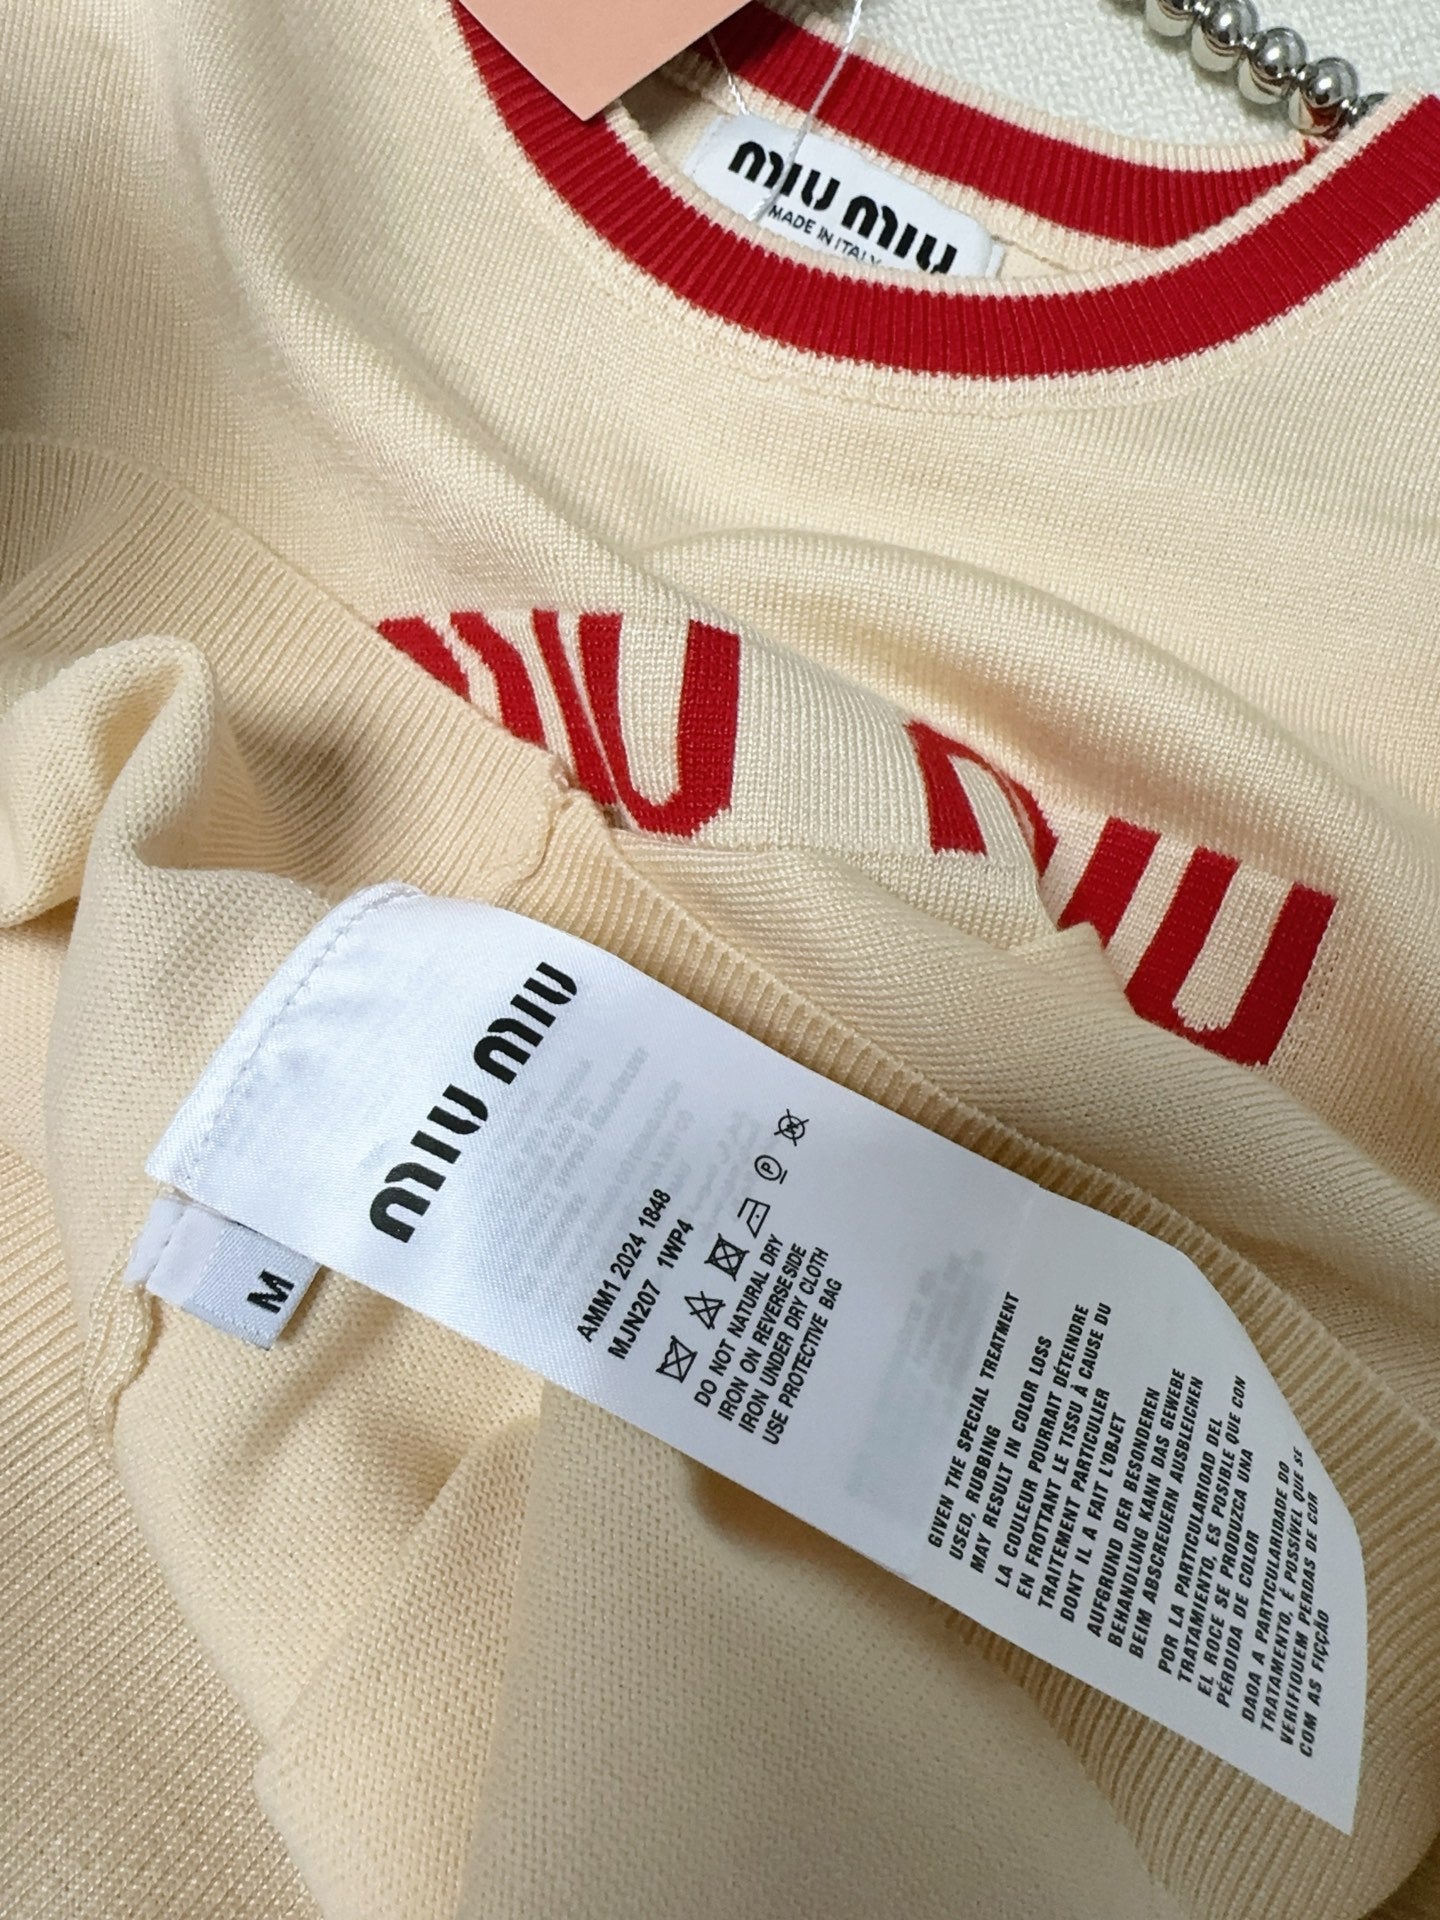 MIU MIU
MADE IN ITALY
MIU MIU
MIU MIU
M
AMM1 2024 1848
MJN207 1WP4
DO NOT NATURAL DRY
IRON ON REVERSE SIDE
IRON UNDER DRY CLOTH
USE PROTECTIVE BAG
GIVEN THE SPECIAL TREATMENT
USED, RUBBING
MAY RESULT IN COLOR LOSS
LA COULEUR POURRAIT DÉTEINDRE
EN FROTTANT LE TISSU À CAUSE DU
TRAITEMENT PARTICULIER
DONT IL A FAIT L'OBJET
AUFGRUND DER BESONDEREN
BEHANDLUNG KANN DAS GEWEBE
BEIM ABSCREUERN AUSBLEICHEN
POR LA PARTICULARIOAD DEL
TRATAMIENTO, ES POSIBLE QUE CON
EL ROCE SE PRODUZCA UNA
PÉRDIDA DE COLOR
DAOA A PARTICULARIDADE DO
TRATAMENTO, É POSSÍVEL QUE SE
VERIFIQUEM PERDAS DE COR
COM AS FIÇÇÃO